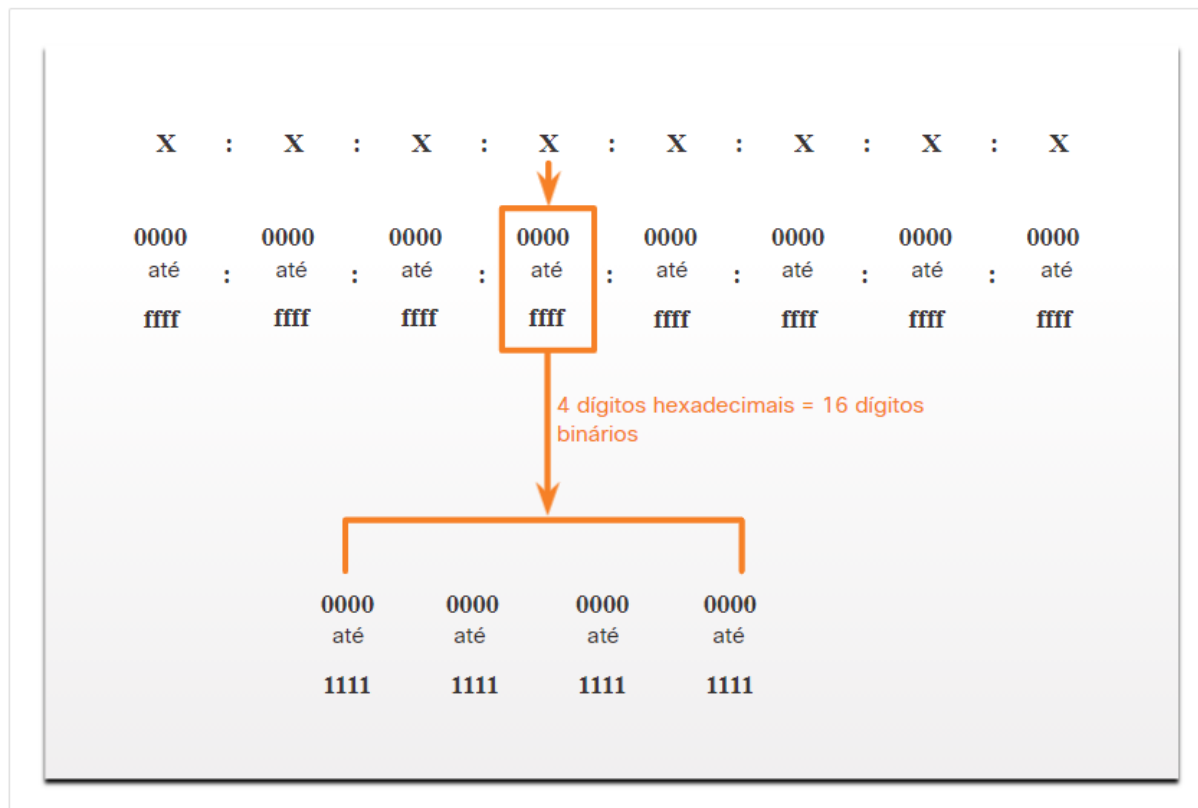 X : X : X : X : X : X : X : X
0000 0000 0000 0000 0000 0000 0000 0000
até : até : até : até : até : até : até : até
ffff ffff ffff ffff ffff ffff ffff ffff
4 dígitos hexadecimais = 16 dígitos
binários
0000 0000 0000 0000
até até até até
1111 1111 1111 1111